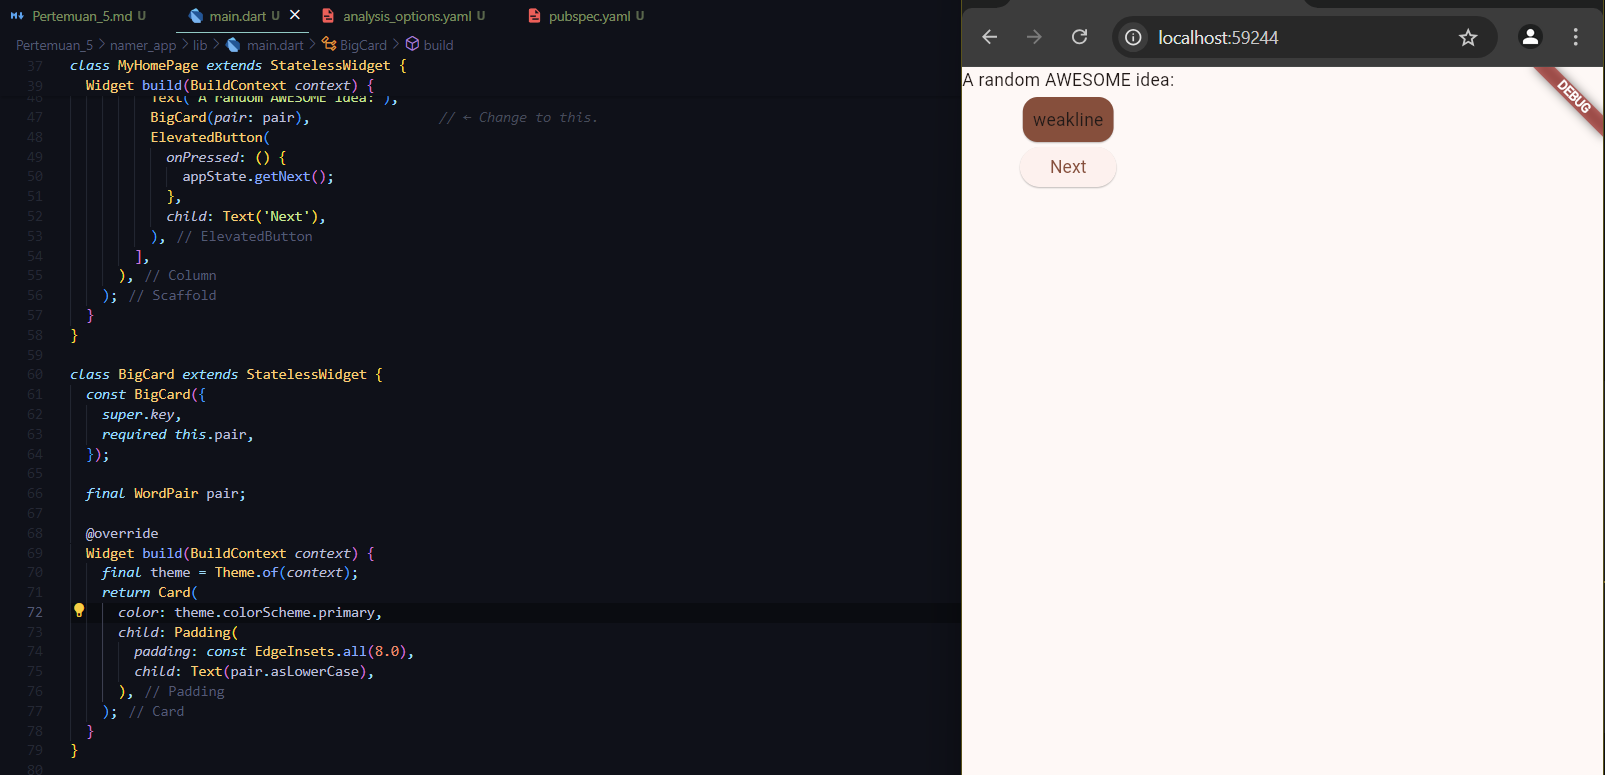 Pertemuan_5.md U
main.dart U
analysis_options.yaml U
pubspec.yaml U
Pertemuan_5 > namer_app > lib > main.dart > BigCard > build
37 class MyHomePage extends StatelessWidget {
39 Widget build(BuildContext context) {
46 Text('A random AWESOME idea:'),
47 BigCard(pair: pair), // ← Change to this.
48 ElevatedButton(
49 onPressed: () {
50 appState.getNext();
51 },
52 child: Text('Next'),
53 ), // ElevatedButton
54 ],
55 ), // Column
56 ); // Scaffold
57 }
58 }
59
60 class BigCard extends StatelessWidget {
61 const BigCard({
62 super.key,
63 required this.pair,
64 });
65
66 final WordPair pair;
67
68 @override
69 Widget build(BuildContext context) {
70 final theme = Theme.of(context);
71 return Card(
72 color: theme.colorScheme.primary,
73 child: Padding(
74 padding: const EdgeInsets.all(8.0),
75 child: Text(pair.asLowerCase),
76 ), // Padding
77 ); // Card
78 }
79 }
80
localhost:59244
A random AWESOME idea:
DEBUG
weakline
Next